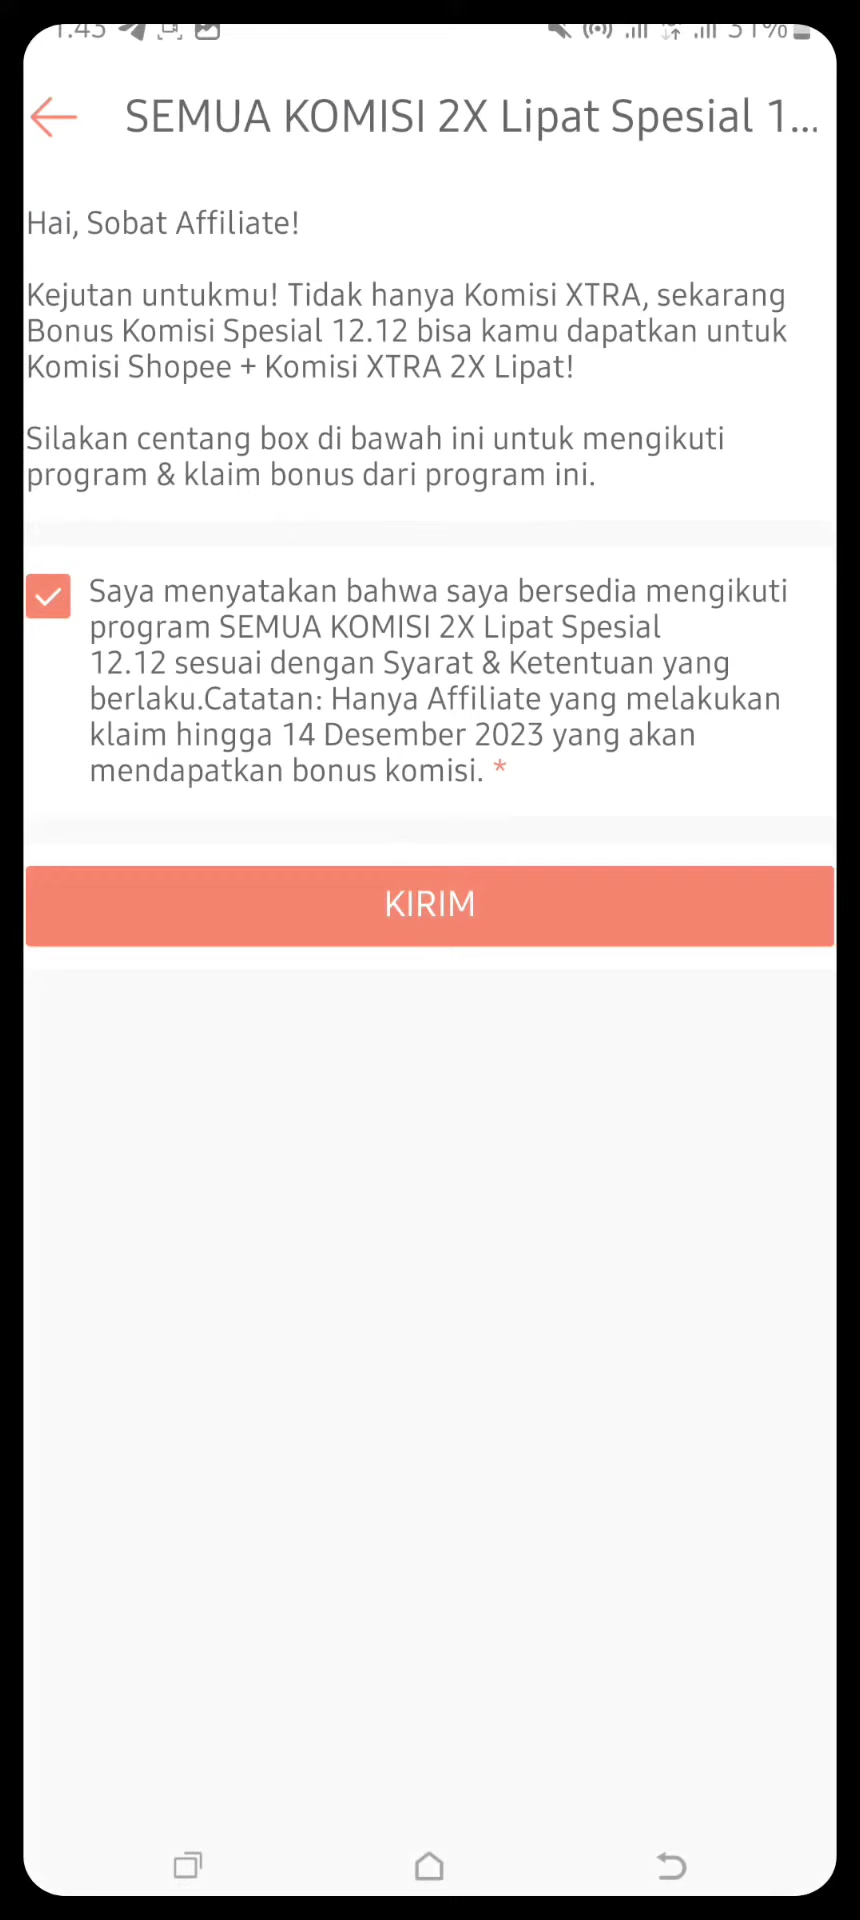 1:45 51%
SEMUA KOMISI 2X Lipat Spesial 1...
Hai, Sobat Affiliate!
Kejutan untukmu! Tidak hanya Komisi XTRA, sekarang
Bonus Komisi Spesial 12.12 bisa kamu dapatkan untuk
Komisi Shopee + Komisi XTRA 2X Lipat!
Silakan centang box di bawah ini untuk mengikuti
program & klaim bonus dari program ini.
Saya menyatakan bahwa saya bersedia mengikuti
program SEMUA KOMISI 2X Lipat Spesial
12.12 sesuai dengan Syarat & Ketentuan yang
berlaku.Catatan: Hanya Affiliate yang melakukan
klaim hingga 14 Desember 2023 yang akan
mendapatkan bonus komisi. *
KIRIM